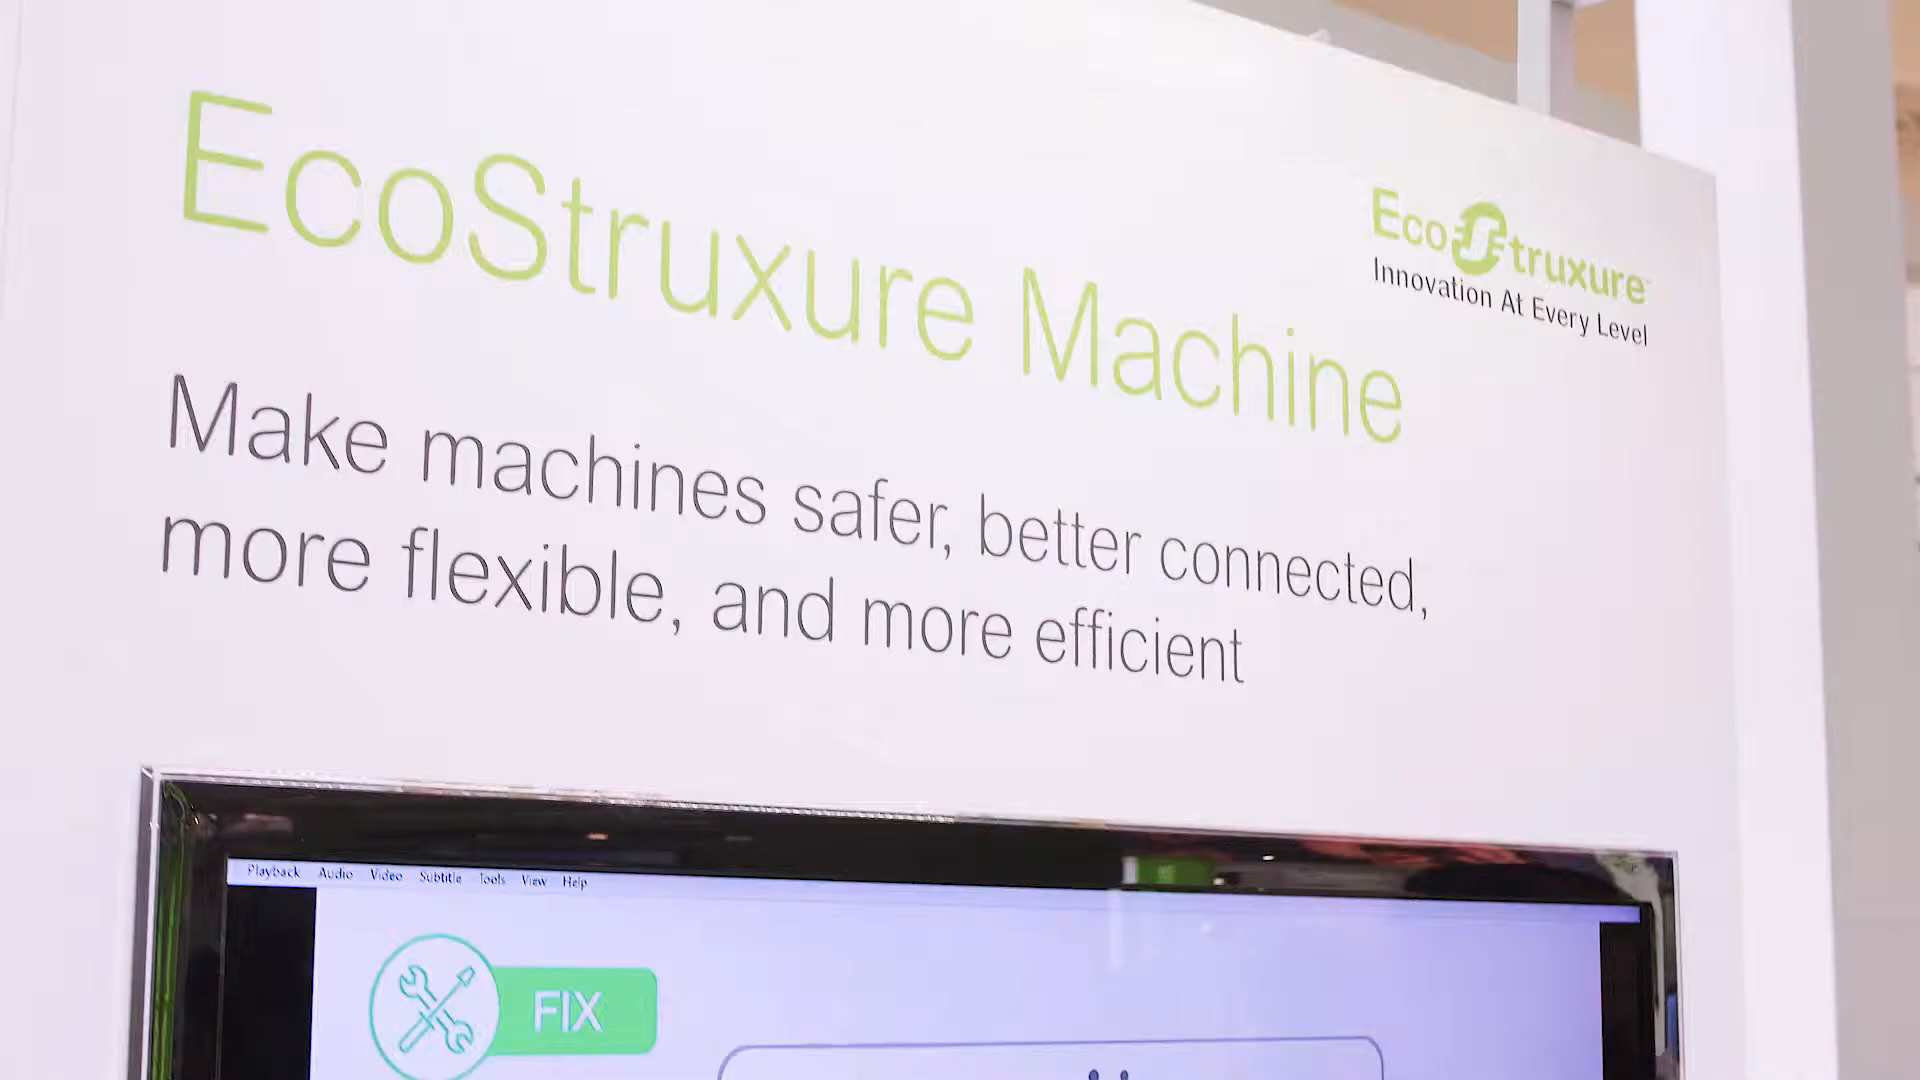 EcoStruxure Machine
EcoStruxure
Innovation At Every Level
Make machines safer, better connected,
more flexible, and more efficient
Playback Audio Video Subtitle Tools View Help
FIX